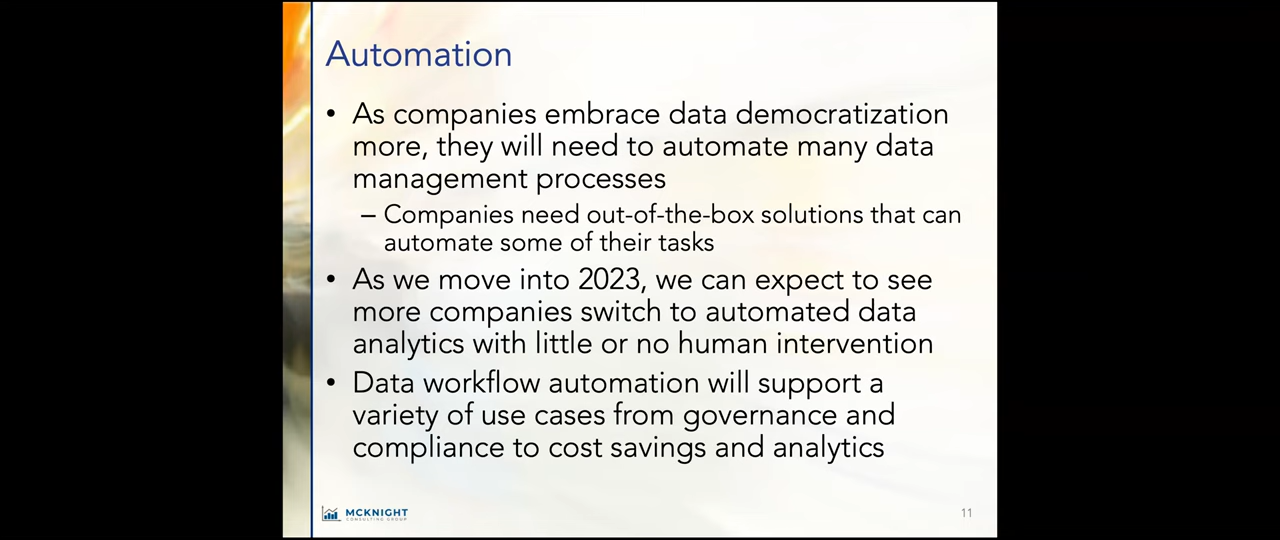 Automation
• As companies embrace data democratization
more, they will need to automate many data
management processes
– Companies need out-of-the-box solutions that can
automate some of their tasks
• As we move into 2023, we can expect to see
more companies switch to automated data
analytics with little or no human intervention
• Data workflow automation will support a
variety of use cases from governance and
compliance to cost savings and analytics
MCKNIGHT
CONSULTING GROUP
11